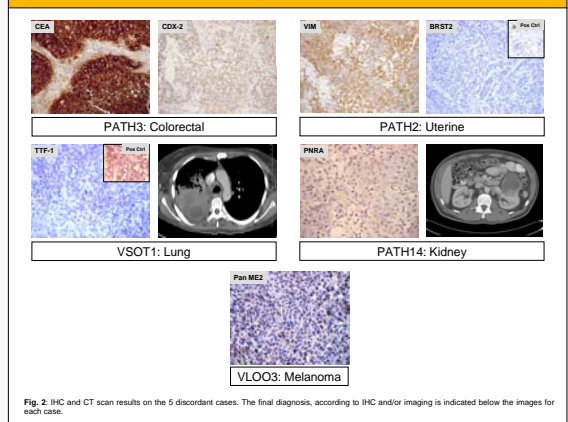 CEA
CDX-2
VIM
BRST2
Pos Ctrl
PATH3: Colorectal
PATH2: Uterine
TTF-1
Pos Ctrl
PNRA
VSOT1: Lung
PATH14: Kidney
Pan ME2
VLOO3: Melanoma
Fig. 2: IHC and CT scan results on the 5 discordant cases. The final diagnosis, according to IHC and/or imaging is indicated below the images for
each case.